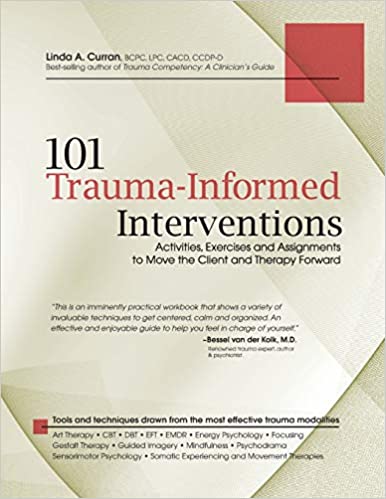 Linda A. Curran, BCPC, LPC, CACD, CCDP-D
Best-selling author of Trauma Competency: A Clinician's Guide
101
Trauma-Informed
Interventions
Activities, Exercises and Assignments
to Move the Client and Therapy Forward
"This is an imminently practical workbook that shows a variety of
invaluable techniques to get centered, calm and organized. An
effective and enjoyable guide to help you feel in charge of yourself."
–Bessel van der Kolk, M.D.
Renowned trauma expert, author
& psychiatrist
Tools and techniques drawn from the most effective trauma modalities
Art Therapy • CBT • DBT • EFT • EMDR • Energy Psychology • Focusing
Gestalt Therapy • Guided Imagery • Mindfulness • Psychodrama
Sensorimotor Psychology • Somatic Experiencing and Movement Therapies